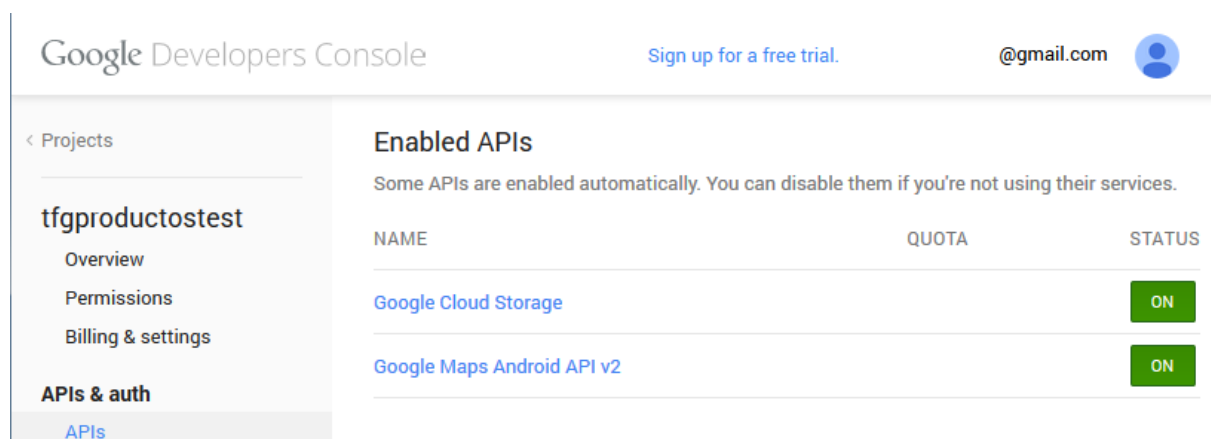 Google Developers Console Sign up for a free trial. @gmail.com
< Projects
tfgproductostest
Overview
Permissions
Billing & settings
APIs & auth
APIs
Enabled APIs
Some APIs are enabled automatically. You can disable them if you're not using their services.
NAME QUOTA STATUS
Google Cloud Storage ON
Google Maps Android API v2 ON